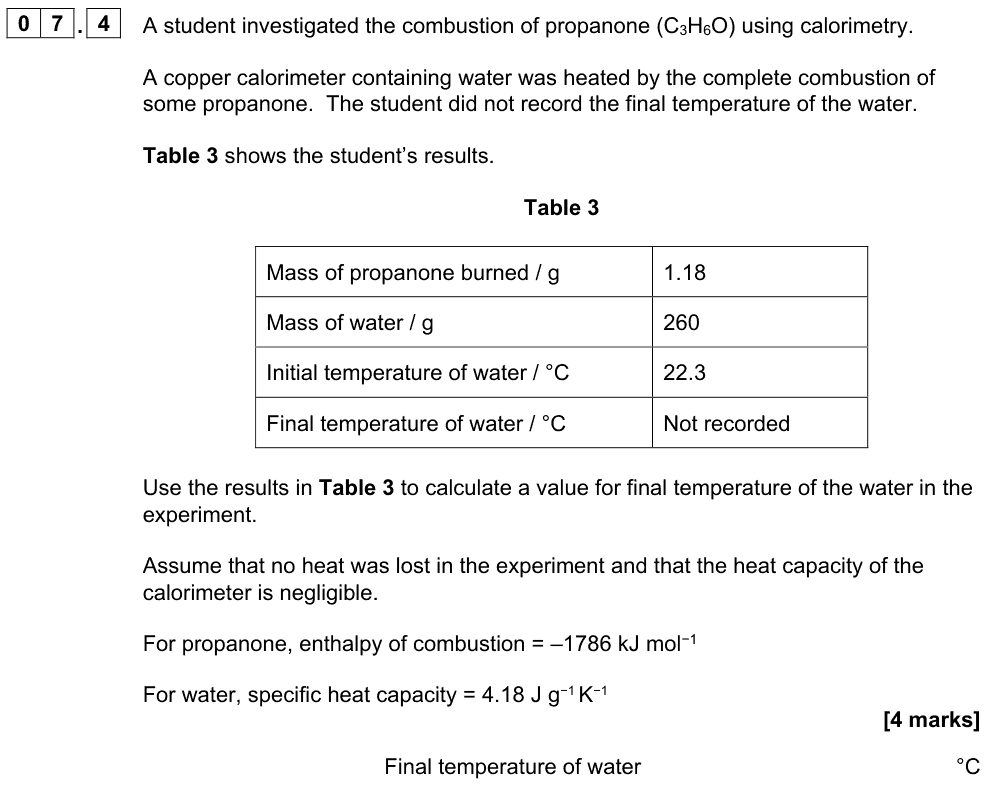 0 7 . 4 A student investigated the combustion of propanone (C₃H₆O) using calorimetry.
A copper calorimeter containing water was heated by the complete combustion of
some propanone. The student did not record the final temperature of the water.
Table 3 shows the student’s results.
Table 3
Mass of propanone burned / g 1.18
Mass of water / g 260
Initial temperature of water / °C 22.3
Final temperature of water / °C Not recorded
Use the results in Table 3 to calculate a value for final temperature of the water in the
experiment.
Assume that no heat was lost in the experiment and that the heat capacity of the
calorimeter is negligible.
For propanone, enthalpy of combustion = –1786 kJ mol⁻¹
For water, specific heat capacity = 4.18 J g⁻¹ K⁻¹
[4 marks]
Final temperature of water °C